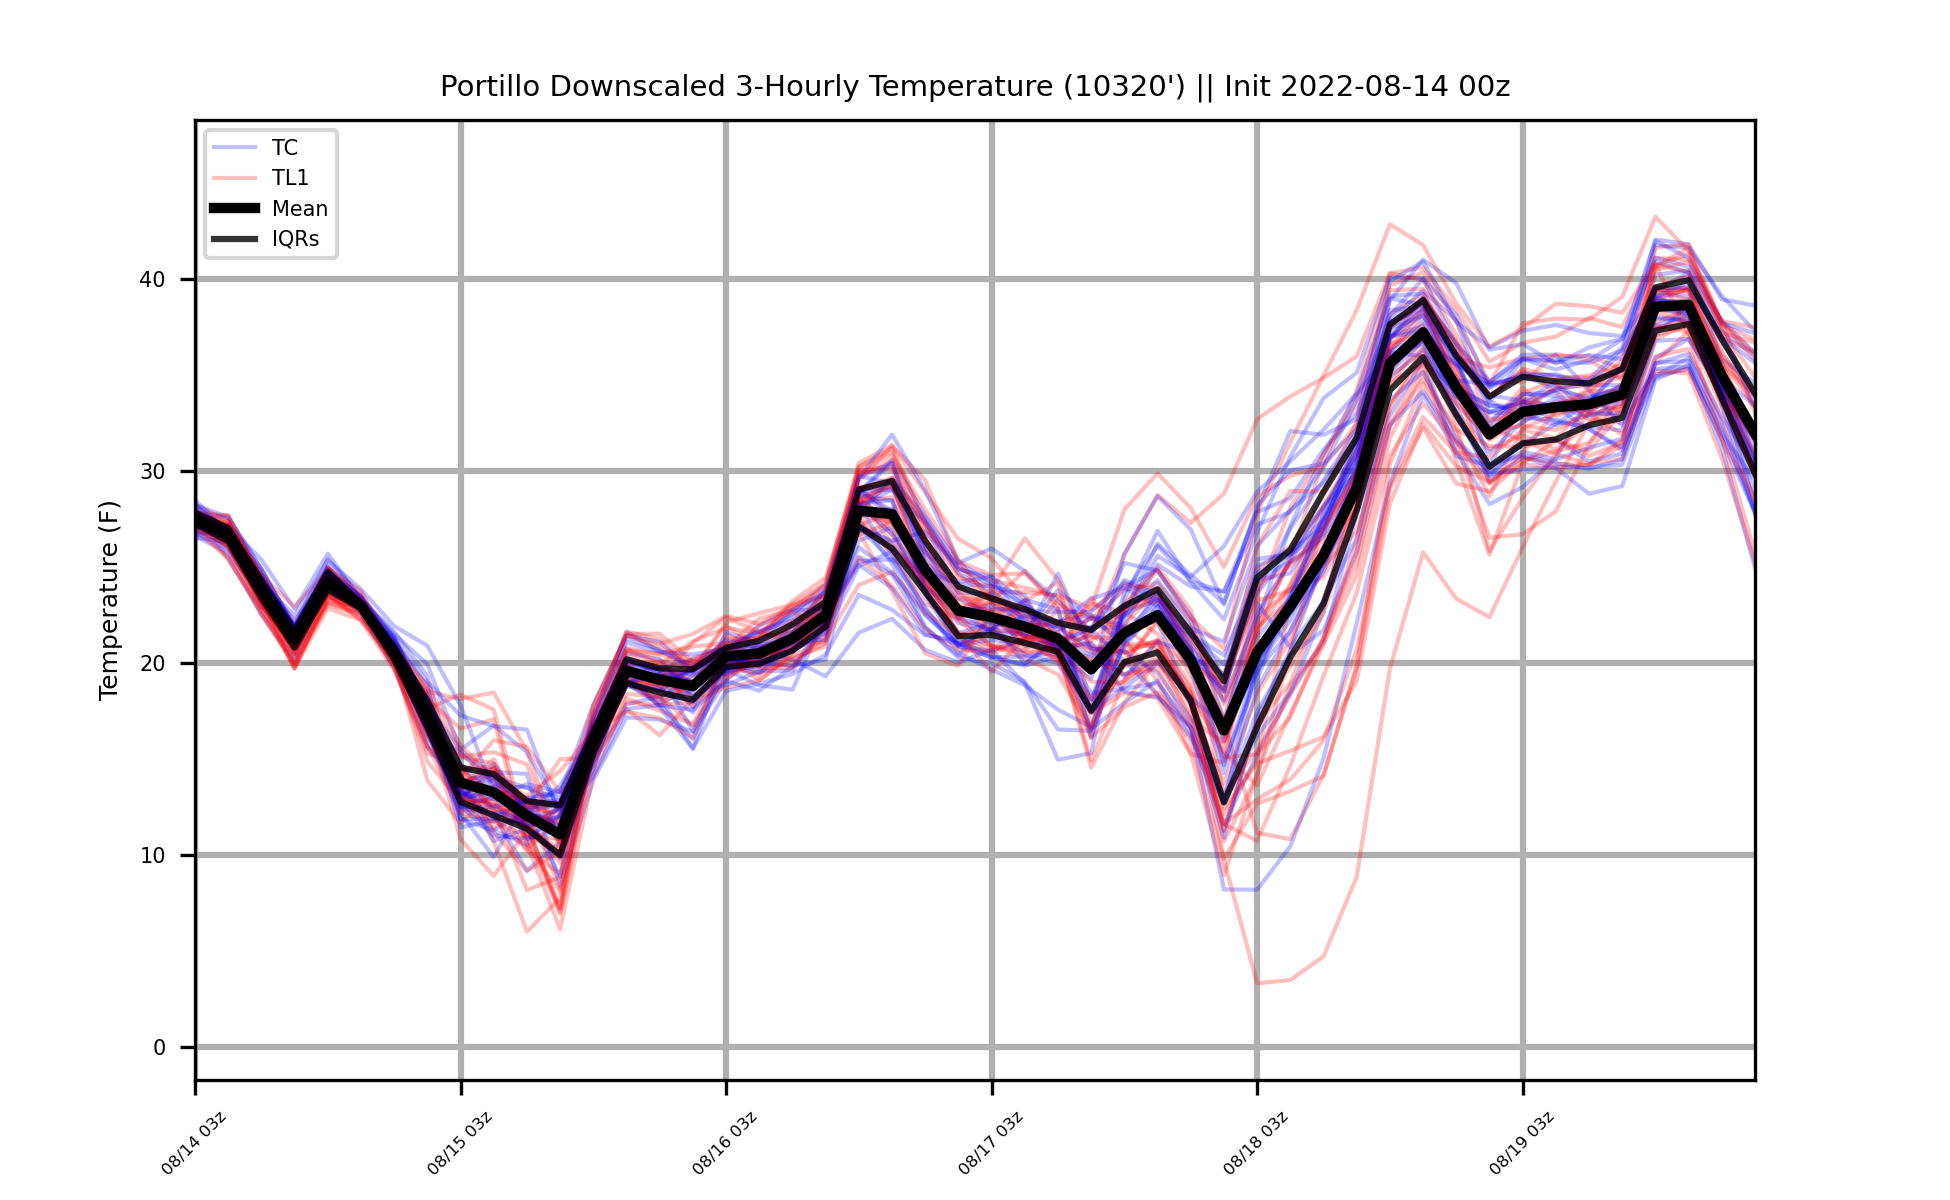 Portillo Downscaled 3-Hourly Temperature (10320') || Init 2022-08-14 00z
TC
TL1
Mean
IQRs
Temperature (F)
40
30
20
10
0
08/14 03z
08/15 03z
08/16 03z
08/17 03z
08/18 03z
08/19 03z